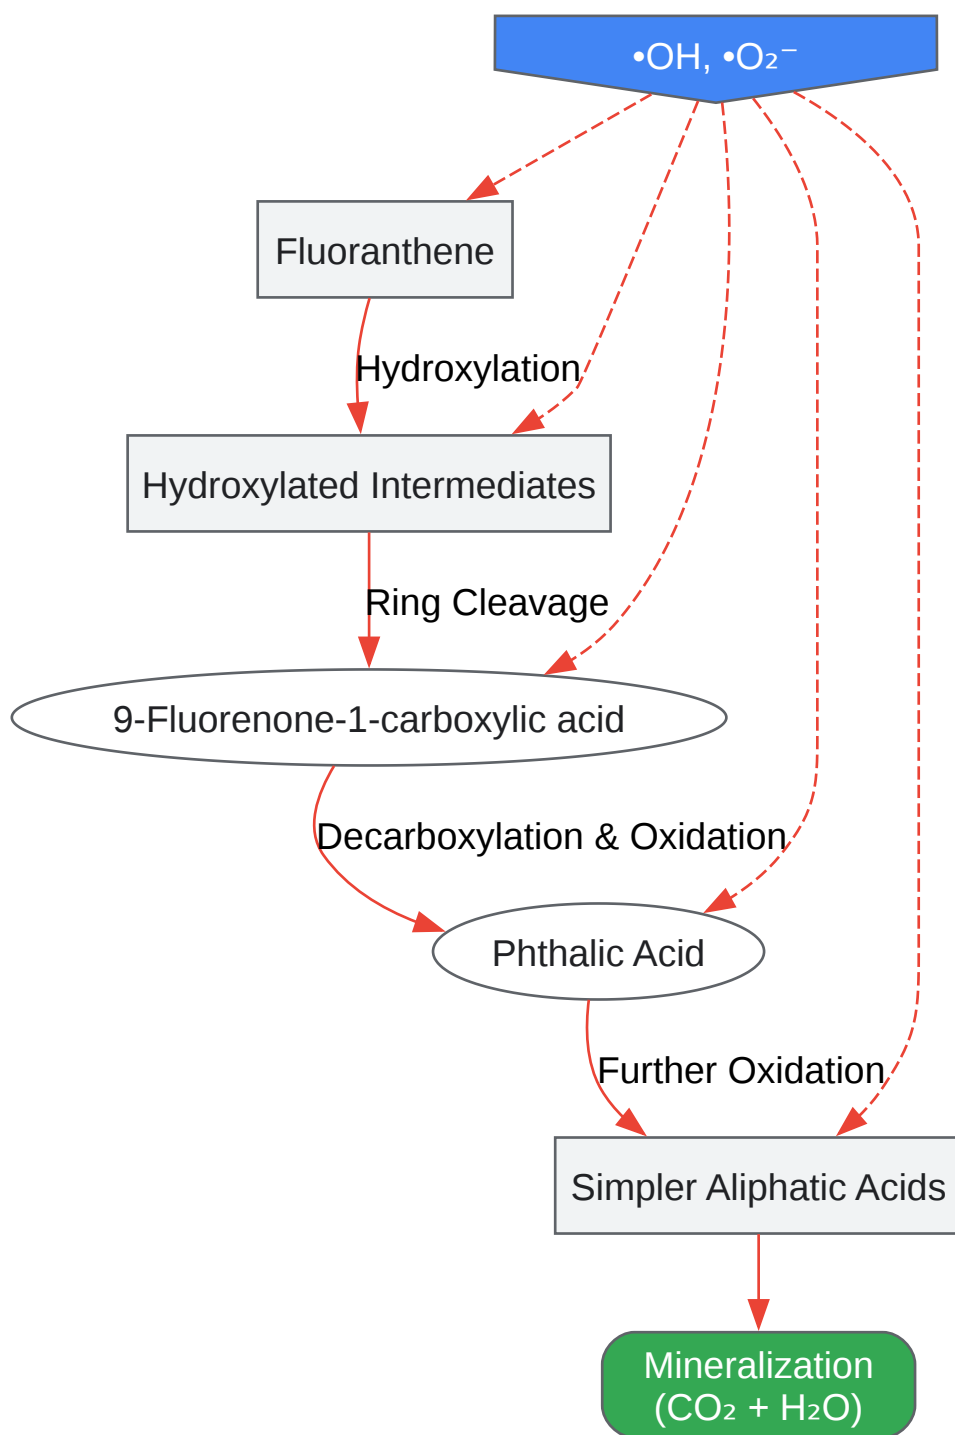 •OH, •O₂⁻
Fluoranthene
Hydroxylation
Hydroxylated Intermediates
Ring Cleavage
9-Fluorenone-1-carboxylic acid
Decarboxylation & Oxidation
Phthalic Acid
Further Oxidation
Simpler Aliphatic Acids
Mineralization
(CO₂ + H₂O)